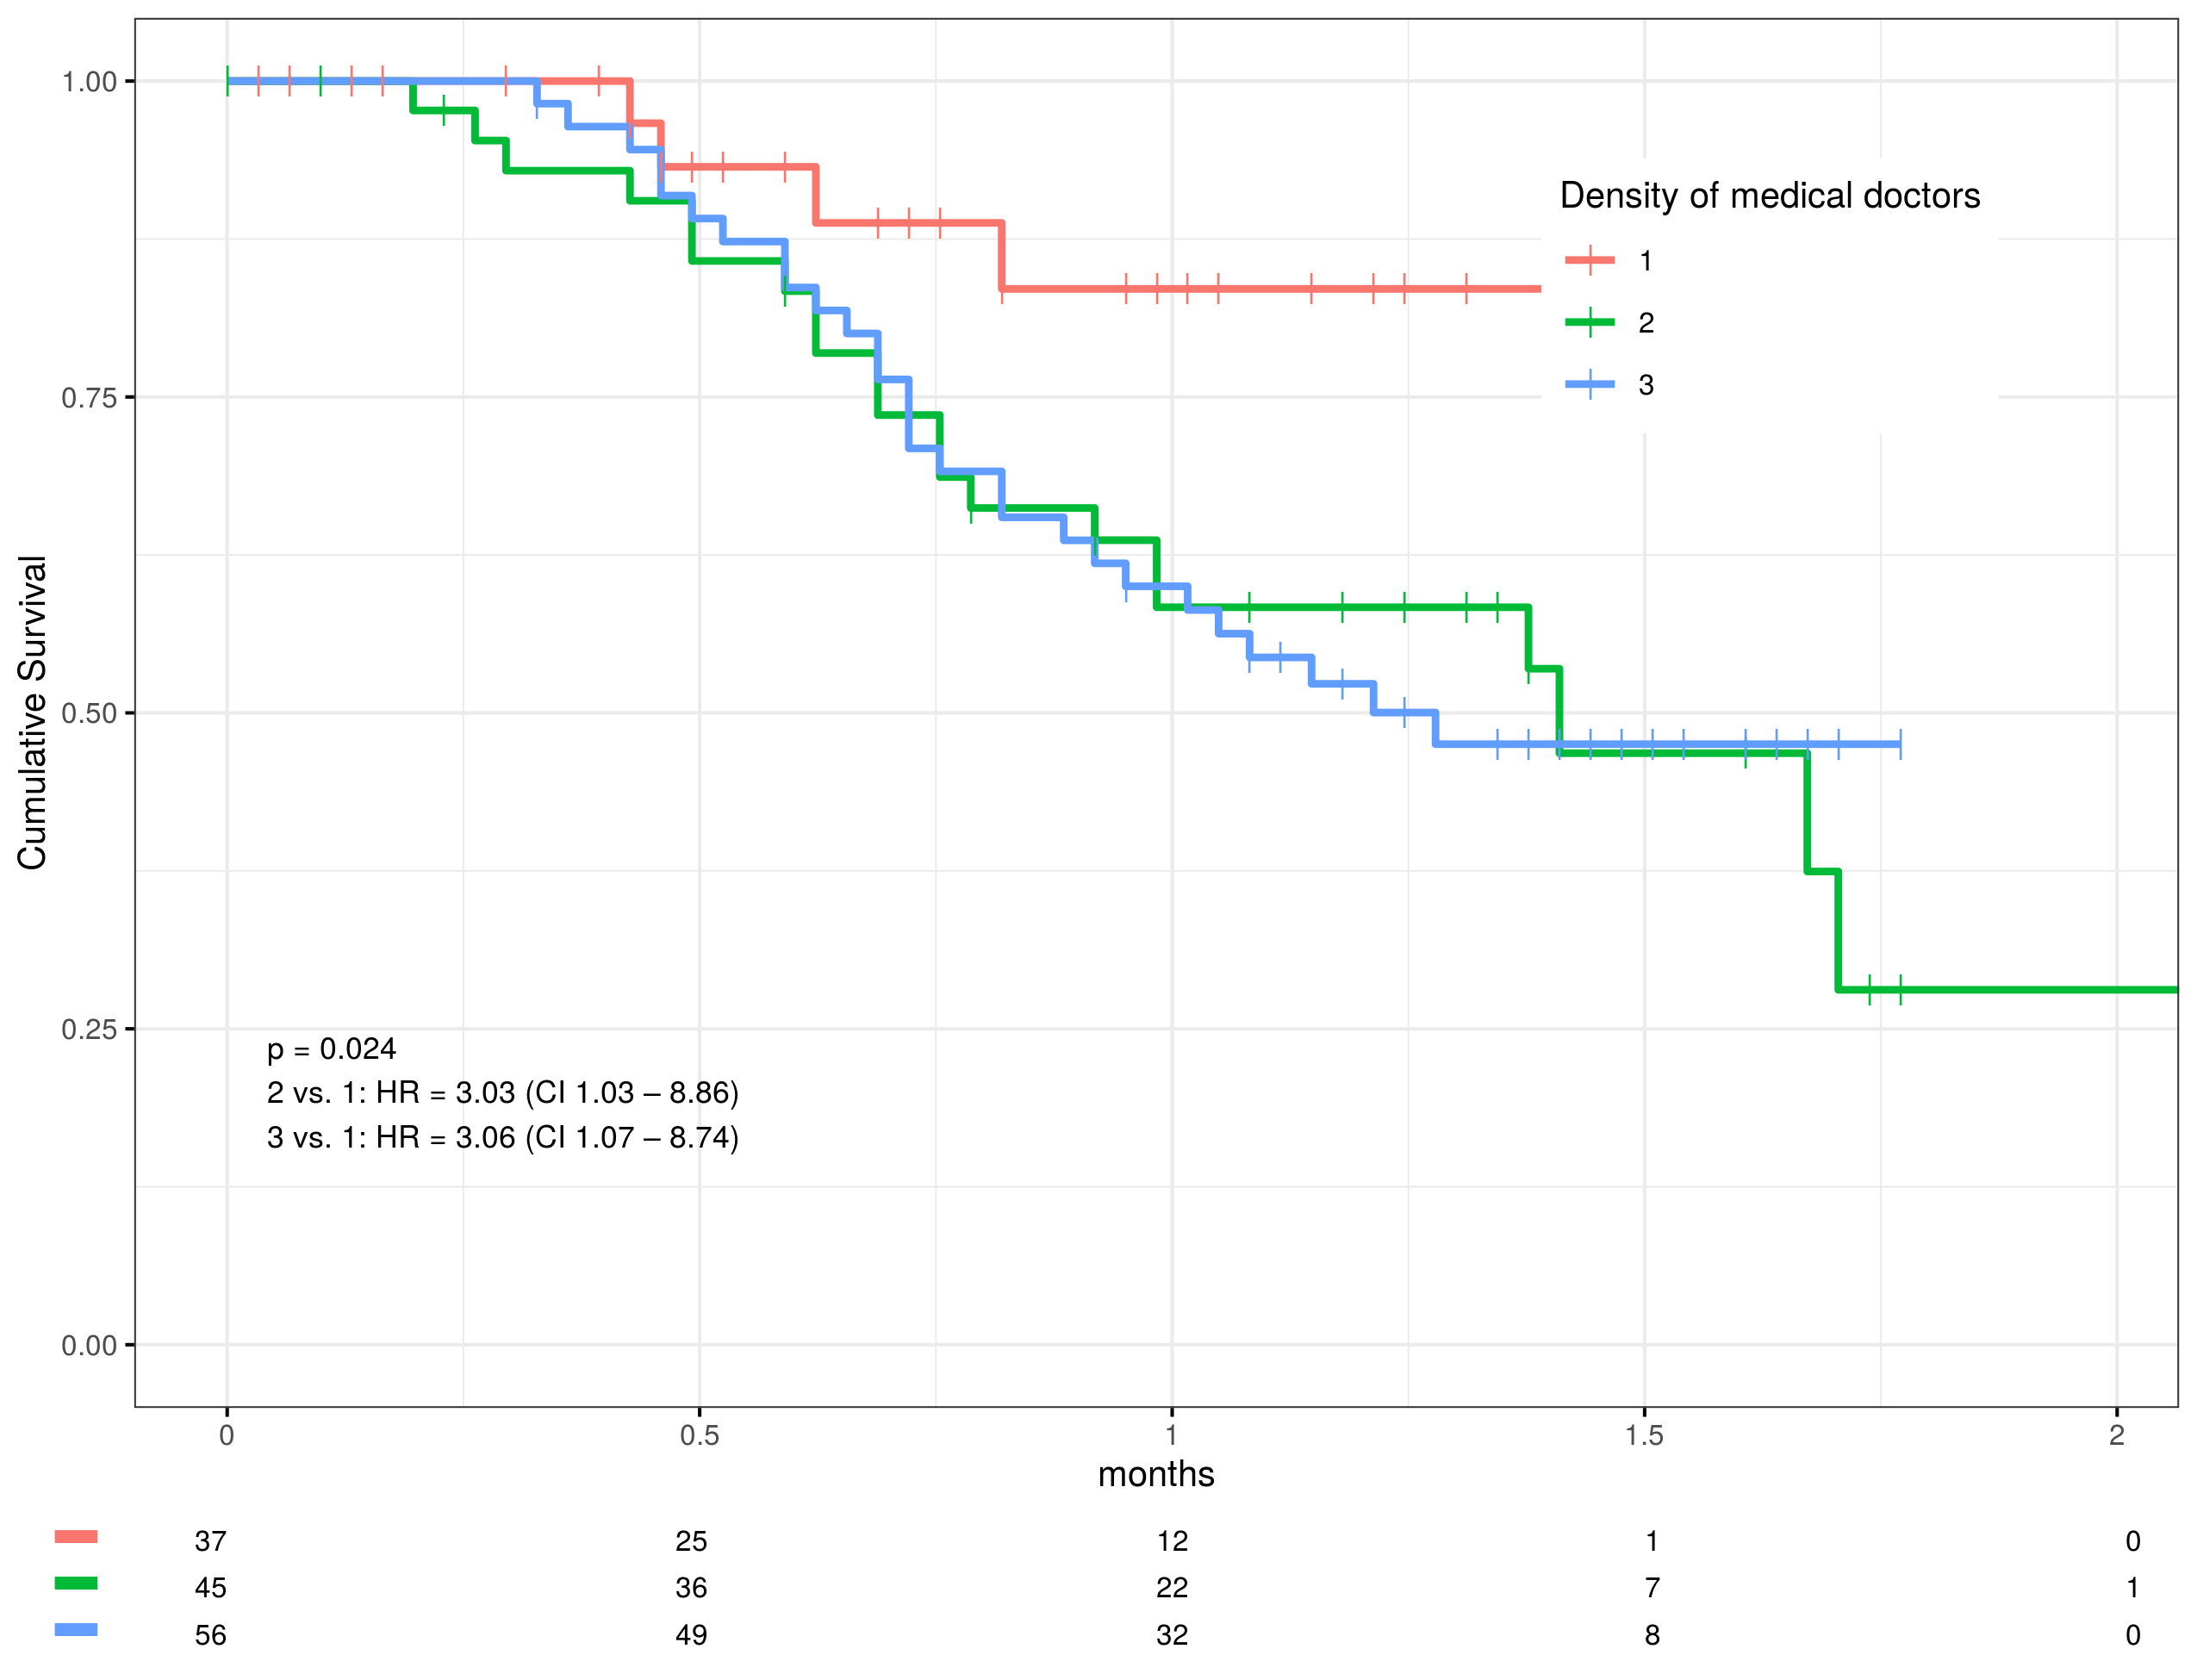 1.00
0.75
0.50
0.25
0.00
Cumulative Survival
Density of medical doctors
1
2
3
p = 0.024
2 vs. 1: HR = 3.03 (CI 1.03 – 8.86)
3 vs. 1: HR = 3.06 (CI 1.07 – 8.74)
0 0.5 1 1.5 2
months
37 25 12 1 0
45 36 22 7 1
56 49 32 8 0